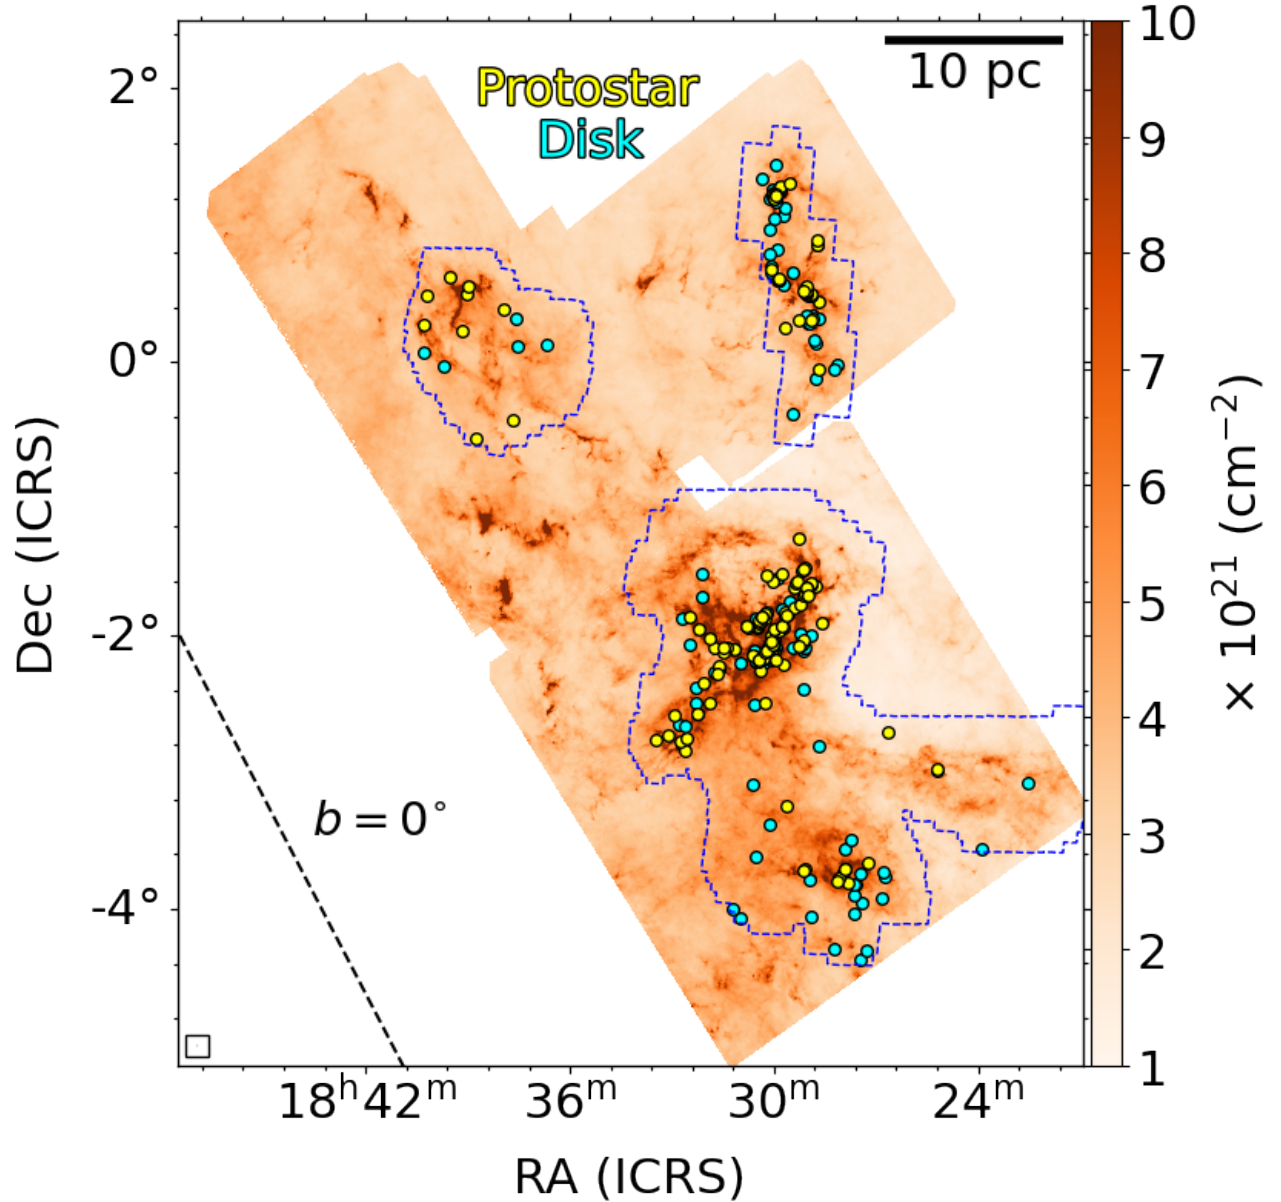 Protostar
Disk
10 pc
2°
0°
-2°
-4°
Dec (ICRS)
b = 0°
18ʰ42ᵐ 36ᵐ 30ᵐ 24ᵐ
RA (ICRS)
10
9
8
7
6
5
4
3
2
1
× 10²¹ (cm⁻²)